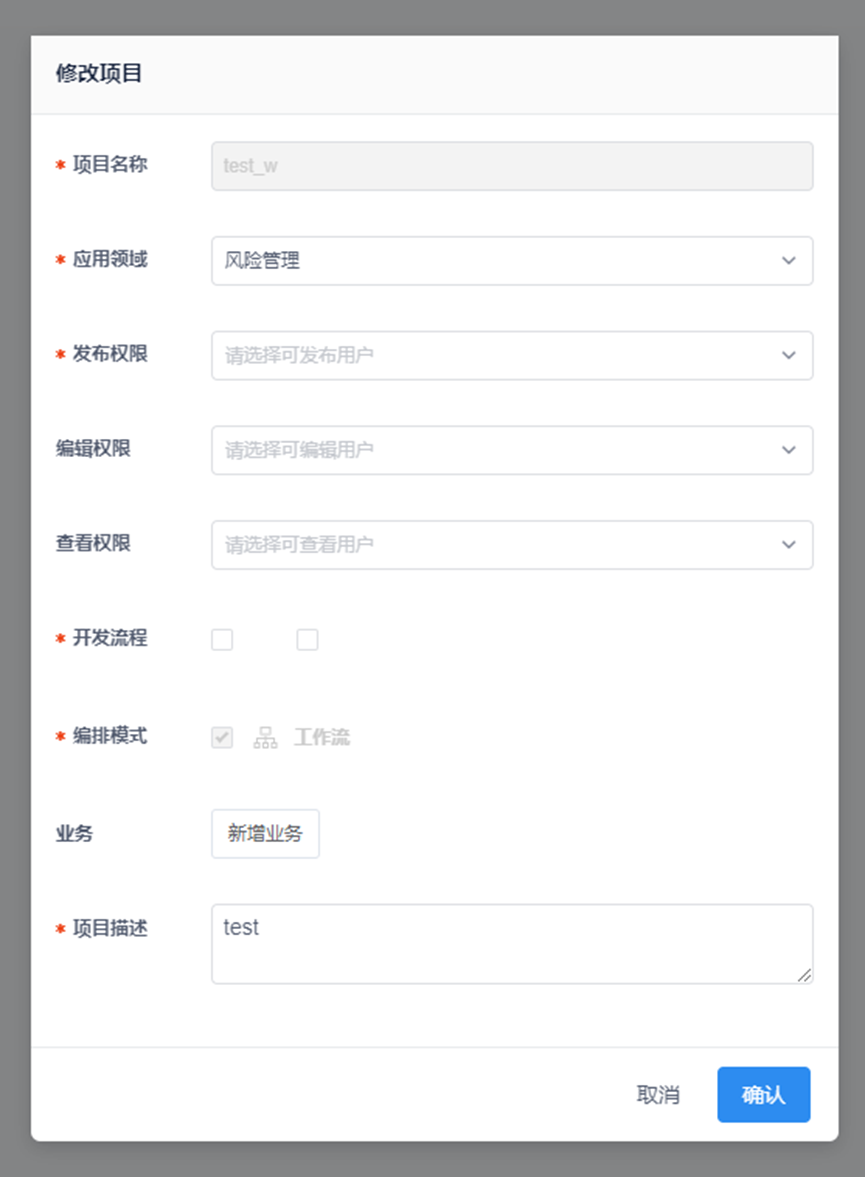 修改项目
* 项目名称 test_w
* 应用领域 风险管理
* 发布权限 请选择可发布用户
编辑权限 请选择可编辑用户
查看权限 请选择可查看用户
* 开发流程
* 编排模式 工作流
业务 新增业务
* 项目描述 test
取消 确认